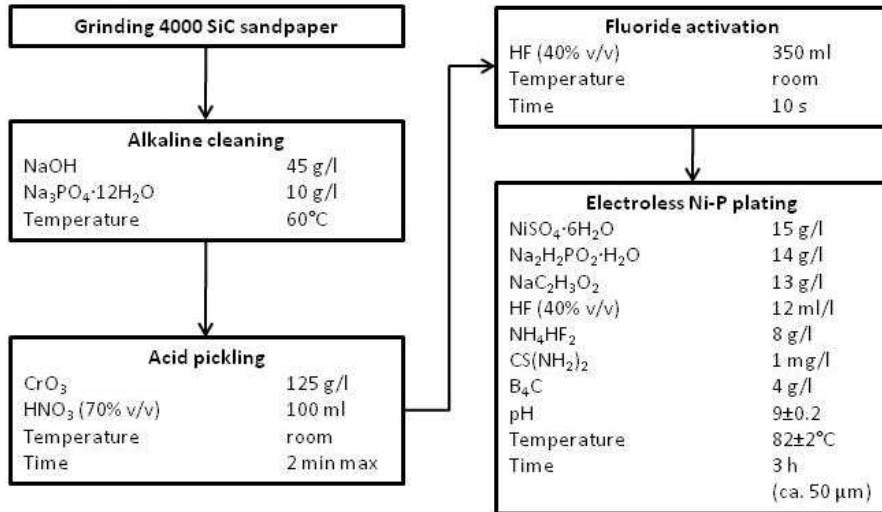 Grinding 4000 SiC sandpaper
Alkaline cleaning
NaOH 45 g/l
Na₃PO₄·12H₂O 10 g/l
Temperature 60°C
Acid pickling
CrO₃ 125 g/l
HNO₃ (70% v/v) 100 ml
Temperature room
Time 2 min max
Fluoride activation
HF (40% v/v) 350 ml
Temperature room
Time 10 s
Electroless Ni-P plating
NiSO₄·6H₂O 15 g/l
Na₂H₂PO₂·H₂O 14 g/l
NaC₂H₃O₂ 13 g/l
HF (40% v/v) 12 ml/l
NH₄HF₂ 8 g/l
CS(NH₂)₂ 1 mg/l
B₄C 4 g/l
pH 9±0.2
Temperature 82±2°C
Time 3 h
(ca. 50 µm)